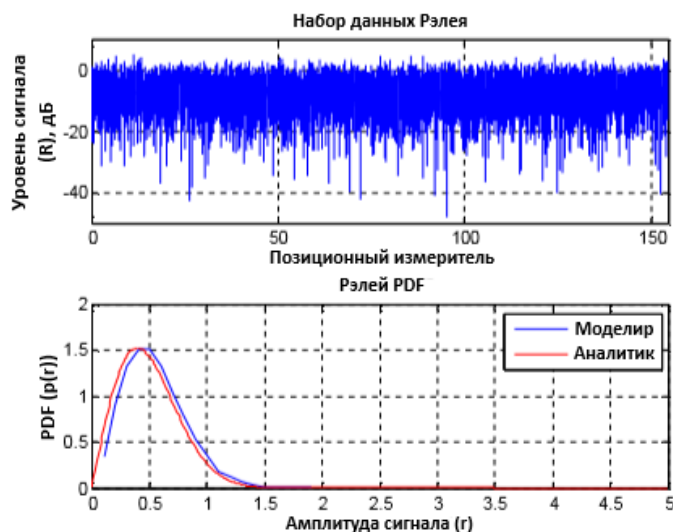 Набор данных Рэлея
Уровень сигнала
(R), дБ
0
-20
-40
0
50
100
150
Позиционный измеритель
Рэлей PDF
PDF (p(r))
2
1.5
1
0.5
0
Моделир
Аналитик
0
0.5
1
1.5
2
2.5
3
3.5
4
4.5
5
Амплитуда сигнала (r)